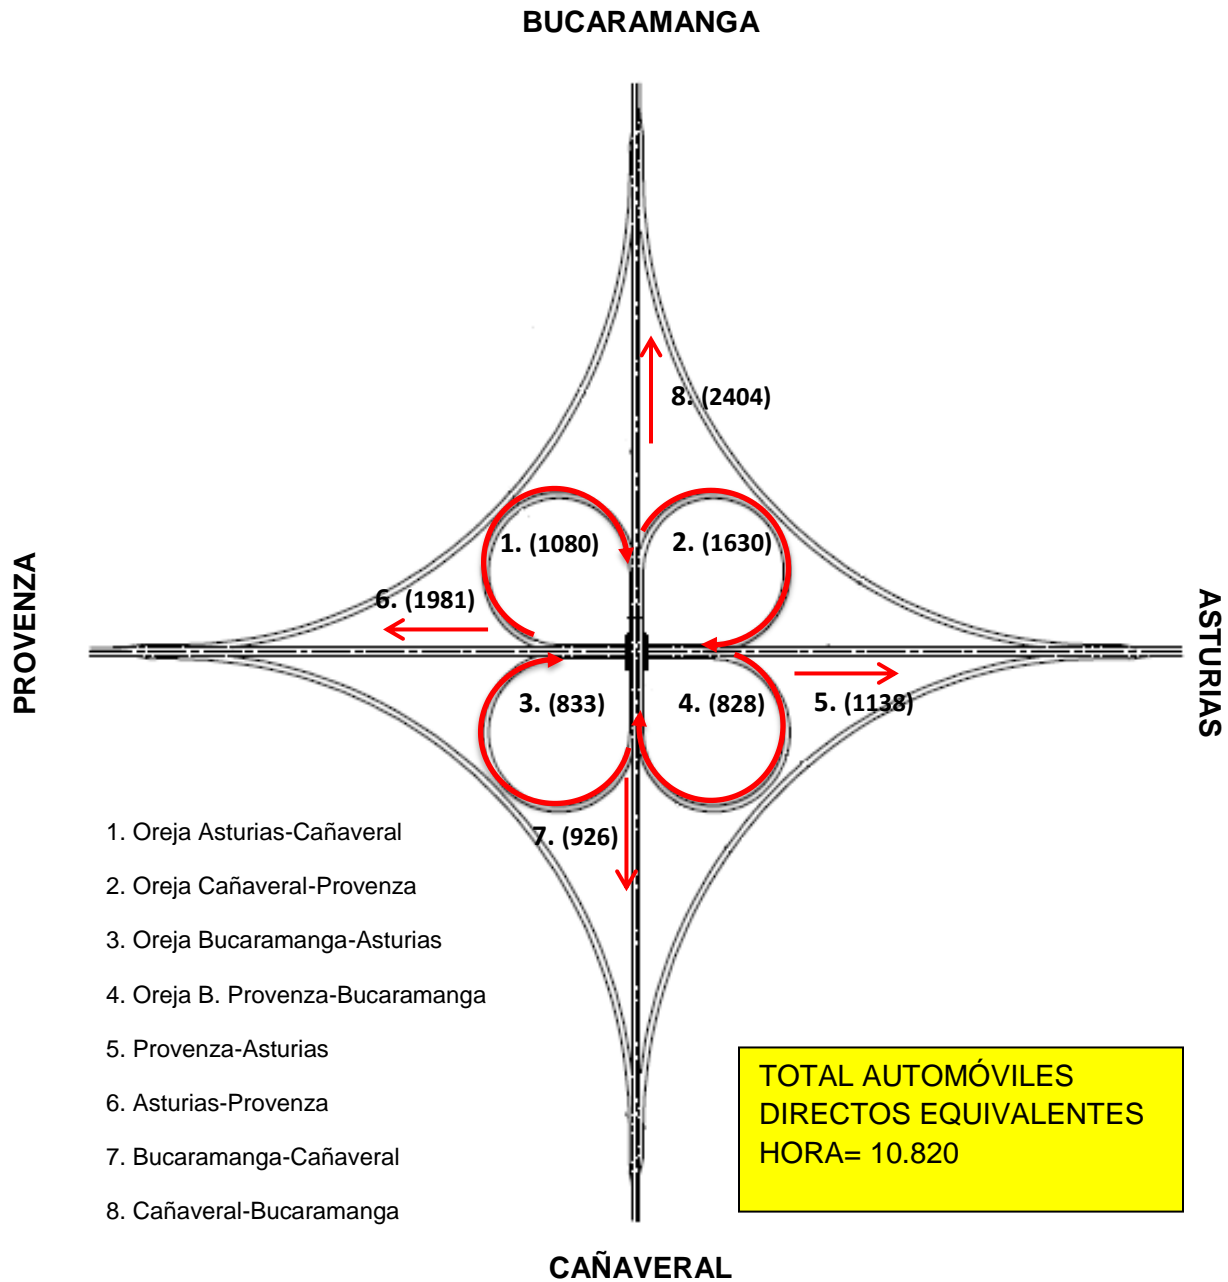 BUCARAMANGA
8. (2404)
1. (1080)
2. (1630)
PROVENZA
6. (1981)
ASTURIAS
3. (833)
4. (828)
5. (1138)
7. (926)
1. Oreja Asturias-Cañaveral
2. Oreja Cañaveral-Provenza
3. Oreja Bucaramanga-Asturias
4. Oreja B. Provenza-Bucaramanga
5. Provenza-Asturias
6. Asturias-Provenza
7. Bucaramanga-Cañaveral
8. Cañaveral-Bucaramanga
TOTAL AUTOMÓVILES
DIRECTOS EQUIVALENTES
HORA= 10.820
CAÑAVERAL